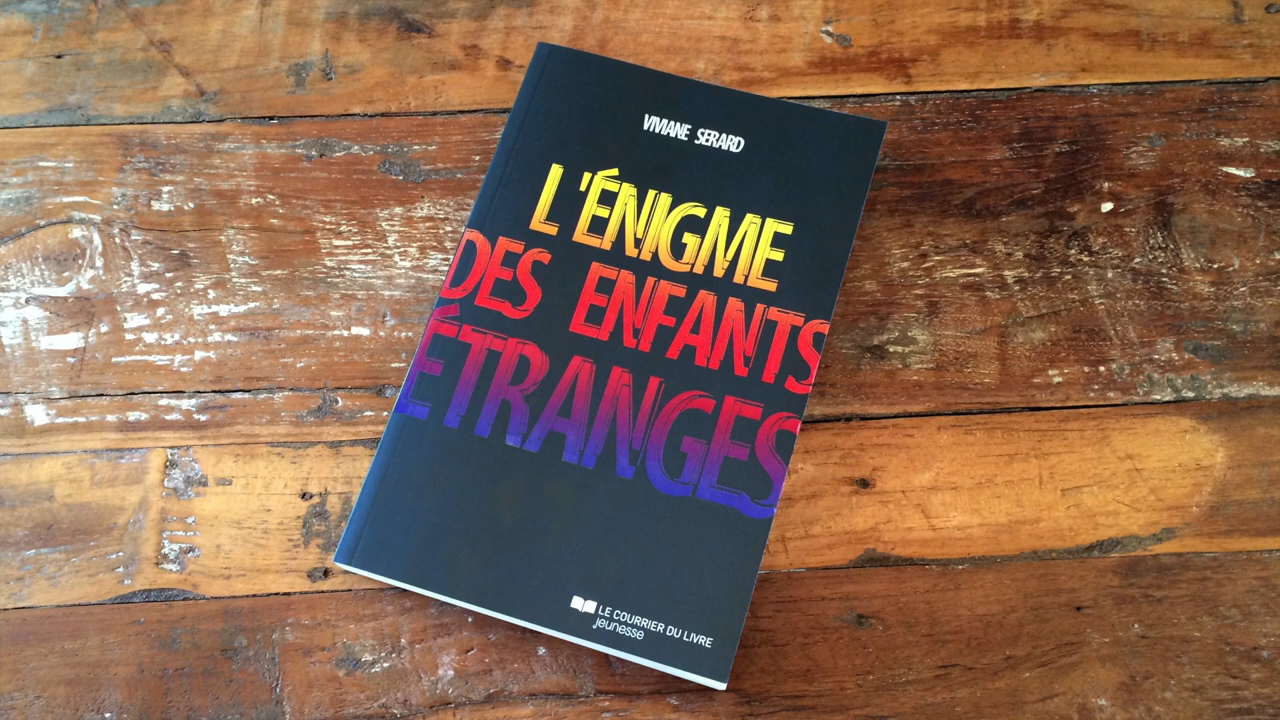 VIVIANE SERARD
L'ÉNIGME
DES ENFANTS
ÉTRANGES
LE COURRIER DU LIVRE
jeunesse